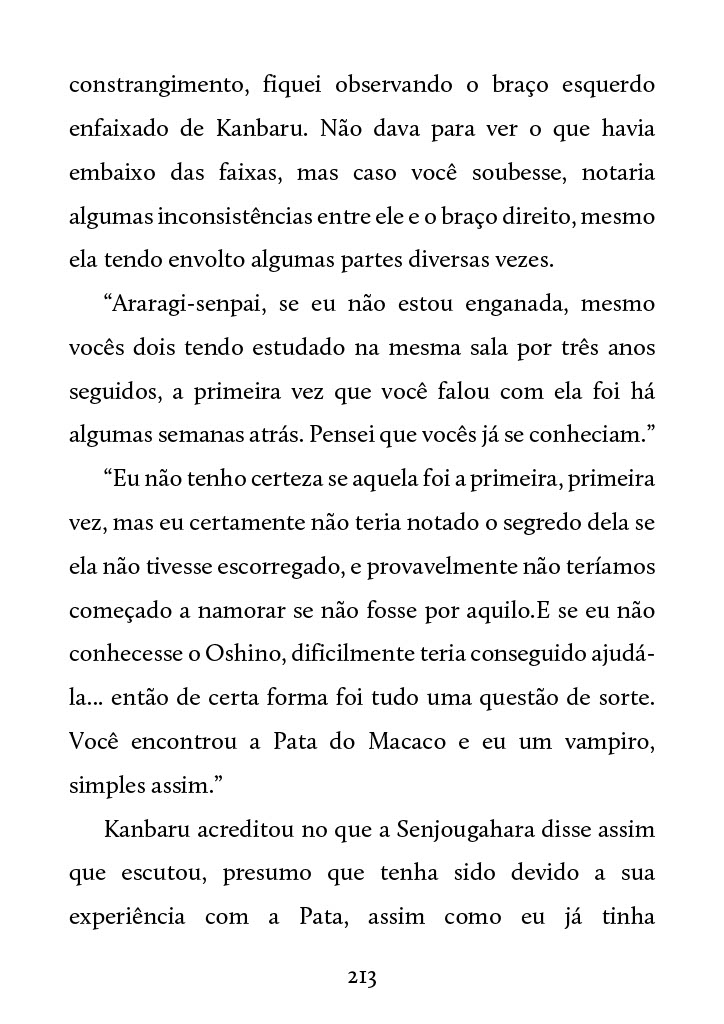 constrangimento, fiquei observando o braço esquerdo
enfaixado de Kanbaru. Não dava para ver o que havia
embaixo das faixas, mas caso você soubesse, notaria
algumas inconsistências entre ele e o braço direito, mesmo
ela tendo envolto algumas partes diversas vezes.
“Araragi-senpai, se eu não estou enganada, mesmo
vocês dois tendo estudado na mesma sala por três anos
seguidos, a primeira vez que você falou com ela foi há
algumas semanas atrás. Pensei que vocês já se conheciam.”
“Eu não tenho certeza se aquela foi a primeira, primeira
vez, mas eu certamente não teria notado o segredo dela se
ela não tivesse escorregado, e provavelmente não teríamos
começado a namorar se não fosse por aquilo.E se eu não
conhecesse o Oshino, dificilmente teria conseguido ajudá-
la... então de certa forma foi tudo uma questão de sorte.
Você encontrou a Pata do Macaco e eu um vampiro,
simples assim.”
Kanbaru acreditou no que a Senjougahara disse assim
que escutou, presumo que tenha sido devido a sua
experiência com a Pata, assim como eu já tinha
213